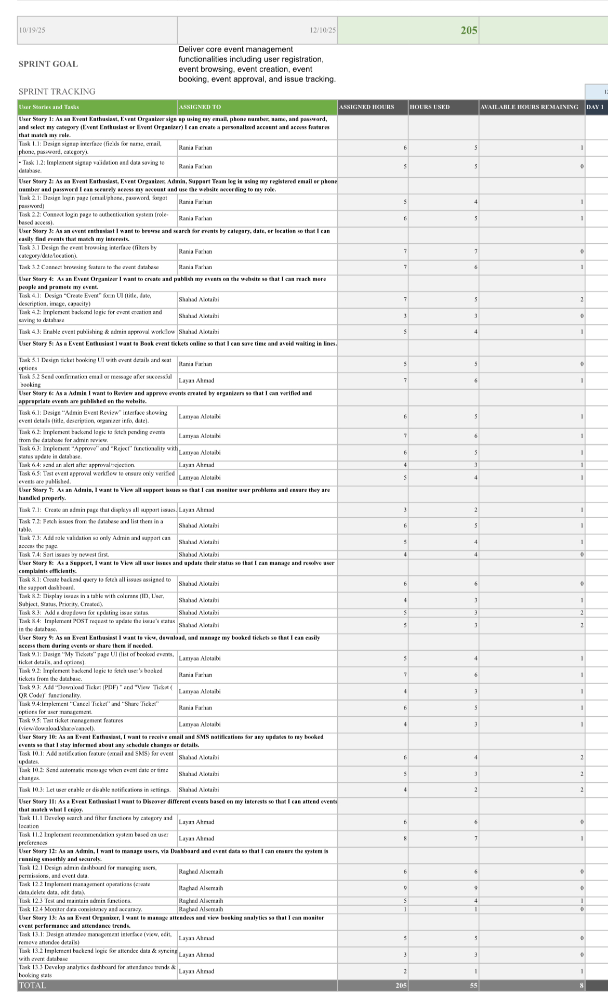 10/19/25 12/10/25 205
Deliver core event management
functionalities including user registration,
SPRINT GOAL
event browsing, event creation, event
booking, event approval, and issue tracking.
SPRINT TRACKING
User Stories and Tasks ASSIGNED TO ASSIGNED HOURS HOURS USED AVAILABLE HOURS REMAINING DAY 1
User Story 1: As an Event Enthusiast, Event Organizer sign up using my email, phone number, name, and password,
and select my category (Event Enthusiast or Event Organizer) I can create a personalized account and access features
that match my role.
Task 1.1: Design signup interface (fields for name, email,
phone, password, category).
Rania Farhan 6 5 1
• Task 1.2: Implement signup validation and data saving to
database.
Rania Farhan 5 5 0
User Story 2: As an Event Enthusiast, Event Organizer, Admin, Support Team log in using my registered email or phone
number and password I can securely access my account and use the website according to my role.
Task 2.1: Design login page (email/phone, password, forgot
password)
Rania Farhan 5 4 1
Task 2.2: Connect login page to authentication system (role-
based access).
Rania Farhan 6 5 1
User Story 3: As an event enthusiast I want to browse and search for events by category, date, or location so that I can
easily find events that match my interests.
Task 3.1 Design the event browsing interface (filters by
category/date/location).
Rania Farhan 7 7 0
Task 3.2 Connect browsing feature to the event database Rania Farhan 7 6 1
User Story 4:  As an Event Organizer I want to create and publish my events on the website so that I can reach more
people and promote my event.
Task 4.1:  Design “Create Event” form UI (title, date,
description, image, capacity)
Shahad Alotaibi 7 5 2
Task 4.2: Implement backend logic for event creation and
saving to database
Shahad Alotaibi 3 3 0
Task 4.3: Enable event publishing & admin approval workflow Shahad Alotaibi 5 4 1
User Story 5: As a Event Enthusiast I want to Book event tickets online so that I can save time and avoid waiting in lines.
Task 5.1 Design ticket booking UI with event details and seat
options
Rania Farhan 5 5 0
Task 5.2 Send confirmation email or message after successful
booking
Layan Ahmad 7 6 1
User Story 6: As a Admin I want to Review and approve events created by organizers so that I can verified and
appropriate events are published on the website.
Task 6.1: Design “Admin Event Review” interface showing
event details (title, description, organizer info, date).
Lamyaa Alotaibi 6 5 1
Task 6.2: Implement backend logic to fetch pending events
from the database for admin review.
Lamyaa Alotaibi 7 6 1
Task 6.3: Implement “Approve” and “Reject” functionality with
status update in database.
Lamyaa Alotaibi 6 5 1
Task 6.4: send an alert after approval/rejection. Layan Ahmad 4 3 1
Task 6.5: Test event approval workflow to ensure only verified
events are published.
Lamyaa Alotaibi 5 4 1
User Story 7:  As an Admin, I want to View all support issues so that I can monitor user problems and ensure they are
handled properly.
Task 7.1:  Create an admin page that displays all support issues. Layan Ahmad 3 2 1
Task 7.2: Fetch issues from the database and list them in a
table.
Shahad Alotaibi 6 5 1
Task 7.3: Add role validation so only Admin and support can
access the page.
Shahad Alotaibi 5 4 1
Task 7.4: Sort issues by newest first. Shahad Alotaibi 4 4 0
User Story 8:  As a Support, I want to View all user issues and update their status so that I can manage and resolve user
complaints efficiently.
Task 8.1: Create backend query to fetch all issues assigned to
the support dashboard.
Shahad Alotaibi 6 6 0
Task 8.2: Display issues in a table with columns (ID, User,
Subject, Status, Priority, Created).
Shahad Alotaibi 4 3 1
Task 8.3:  Add a dropdown for updating issue status. Shahad Alotaibi 5 3 2
Task 8.4:  Implement POST request to update the issue’s status
in the database.
Shahad Alotaibi 5 3 2
User Story 9: As an Event Enthusiast I want to view, download, and manage my booked tickets so that I can easily
access them during events or share them if needed.
Task 9.1: Design “My Tickets” page UI (list of booked events,
ticket details, and options).
Lamyaa Alotaibi 5 4 1
Task 9.2: Implement backend logic to fetch user’s booked
tickets from the database.
Rania Farhan 7 6 1
Task 9.3: Add “Download Ticket (PDF) ” and "View  Ticket (
QR Code)" functionality.
Lamyaa Alotaibi 4 3 1
Task 9.4:Implement “Cancel Ticket” and “Share Ticket”
options for user management.
Rania Farhan 6 5 1
Task 9.5: Test ticket management features
(view/download/share/cancel).
Lamyaa Alotaibi 4 3 1
User Story 10: As an Event Enthusiast, I want to receive email and SMS notifications for any updates to my booked
events so that I stay informed about any schedule changes or details.
Task 10.1: Add notification feature (email and SMS) for event
updates.
Shahad Alotaibi 6 4 2
Task 10.2: Send automatic message when event date or time
changes.
Shahad Alotaibi 5 3 2
Task 10.3: Let user enable or disable notifications in settings. Shahad Alotaibi 4 2 2
User Story 11: As a Event Enthusiast I want to Discover different events based on my interests so that I can attend events
that match what I enjoy.
Task 11.1 Develop search and filter functions by category and
location
Layan Ahmad 6 6 0
Task 11.2 Implement recommendation system based on user
preferences
Layan Ahmad 8 7 1
User Story 12: As an Admin, I want to manage users, via Dashboard and event data so that I can ensure the system is
running smoothly and securely.
Task 12.1 Design admin dashboard for managing users,
permissions, and event data.
Raghad Alsemaih 6 6 0
Task 12.2 Implement management operations (create
data,delete data, edit data).
Raghad Alsemaih 9 9 0
Task 12.3 Test and maintain admin functions. Raghad Alsemaih 5 4 1
Task 12.4 Monitor data consistency and accuracy. Raghad Alsemaih 1 1 0
User Story 13: As an Event Organizer, I want to manage attendees and view booking analytics so that I can monitor
event performance and attendance trends.
Task 13.1: Design attendee management interface (view, edit,
remove attendee details)
Layan Ahmad 5 5 0
Task 13.2 Implement backend logic for attendee data & syncing
with event database
Layan Ahmad 3 3 0
Task 13.3 Develop analytics dashboard for attendance trends &
booking stats
Layan Ahmad 2 1 1
TOTAL 205 55 8